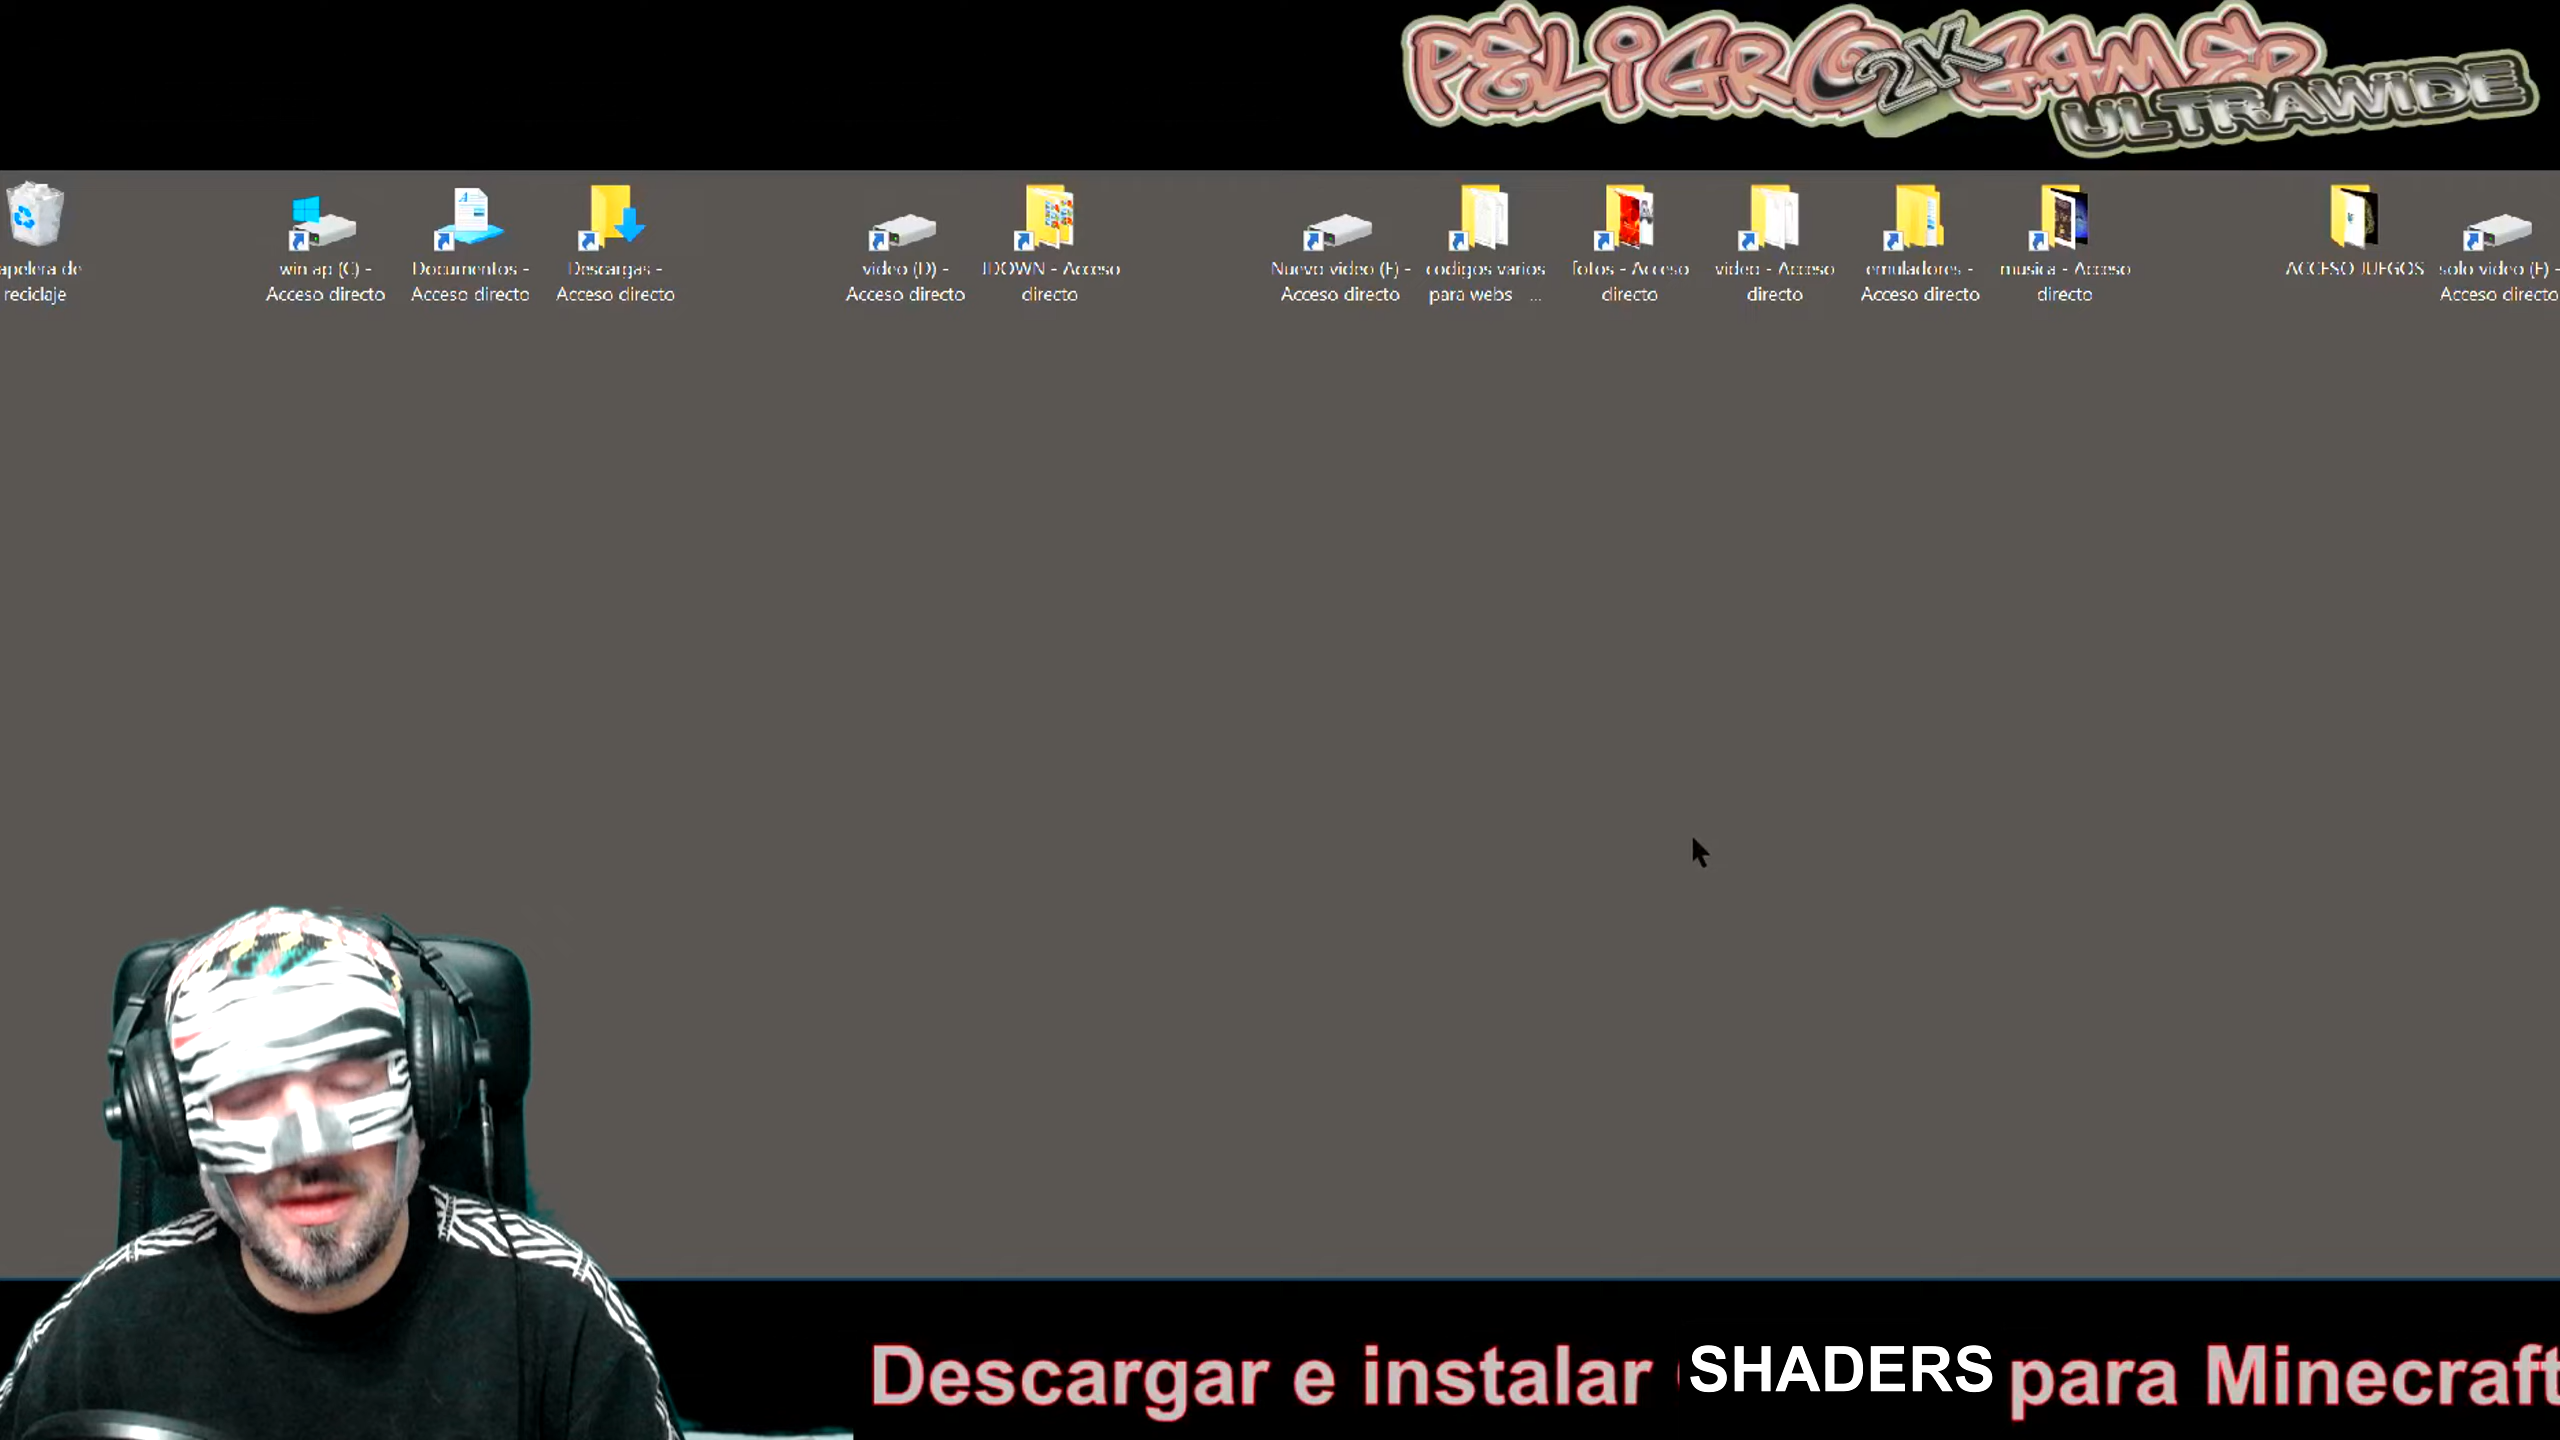 PELIGRO GAMER
2K
ULTRAWIDE
apelera de
reciclaje
win ap (C) -
Acceso directo
Documentos -
Acceso directo
Descargas -
Acceso directo
video (D) -
Acceso directo
JDOWN - Acceso
directo
Nuevo video (F) -
Acceso directo
codigos varios
para webs ...
fotos - Acceso
directo
video - Acceso
directo
emuladores -
Acceso directo
musica - Acceso
directo
ACCESO JUEGOS
solo video (E) -
Acceso directo
Descargar e instalar SHADERS para Minecraft